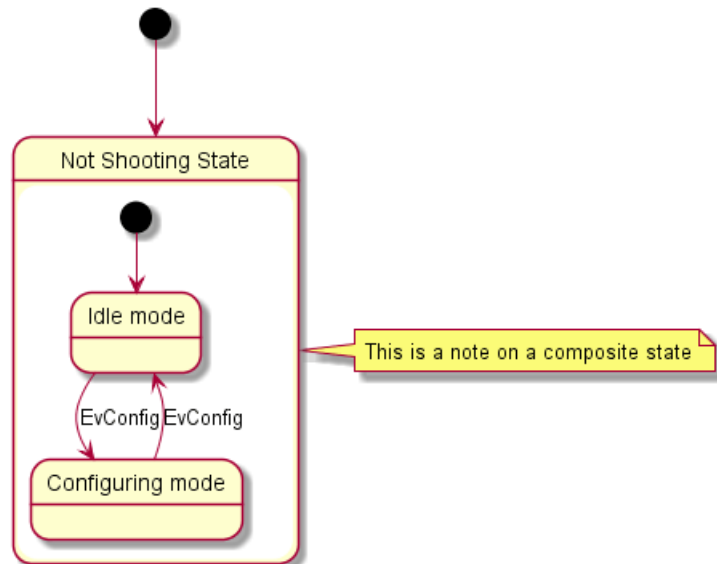 Not Shooting State
Idle mode
This is a note on a composite state
EvConfig
EvConfig
Configuring mode